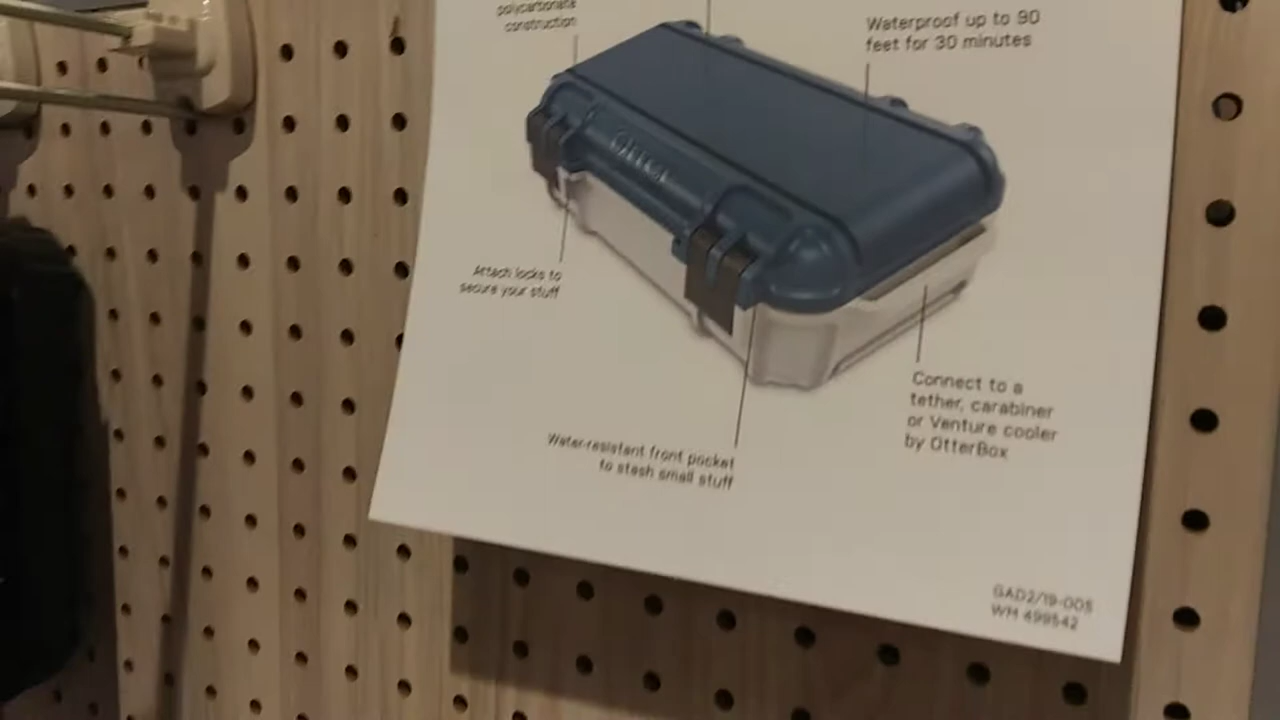 polycarbonate
construction
Waterproof up to 90
feet for 30 minutes
OTTER
Attach locks to
secure your stuff
Connect to a
tether, carabiner
or Venture cooler
by OtterBox
Water-resistant front pocket
to stash small stuff
GAD2/19-005
WH 499542